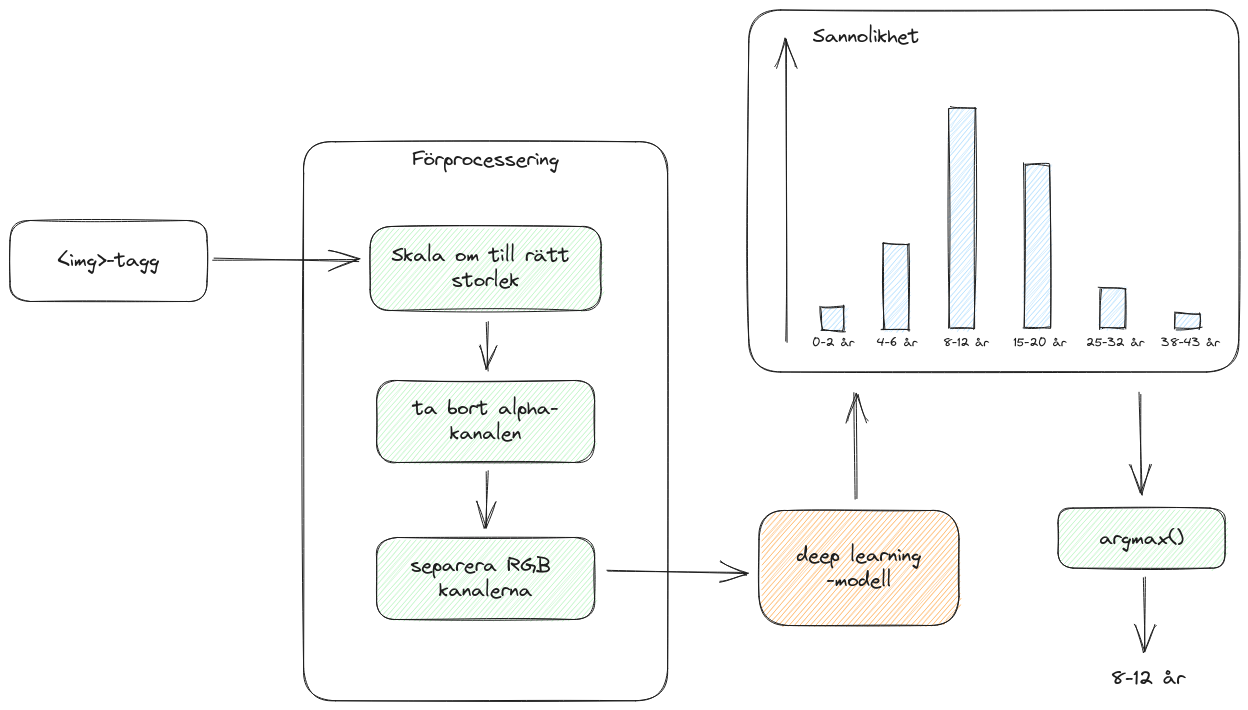 <img>-tagg
Förprocessering
Skala om till rätt
storlek
ta bort alpha-
kanalen
separera RGB
kanalerna
deep learning
-modell
Sannolikhet
0-2 år
4-6 år
8-12 år
15-20 år
25-32 år
38-43 år
argmax()
8-12 år